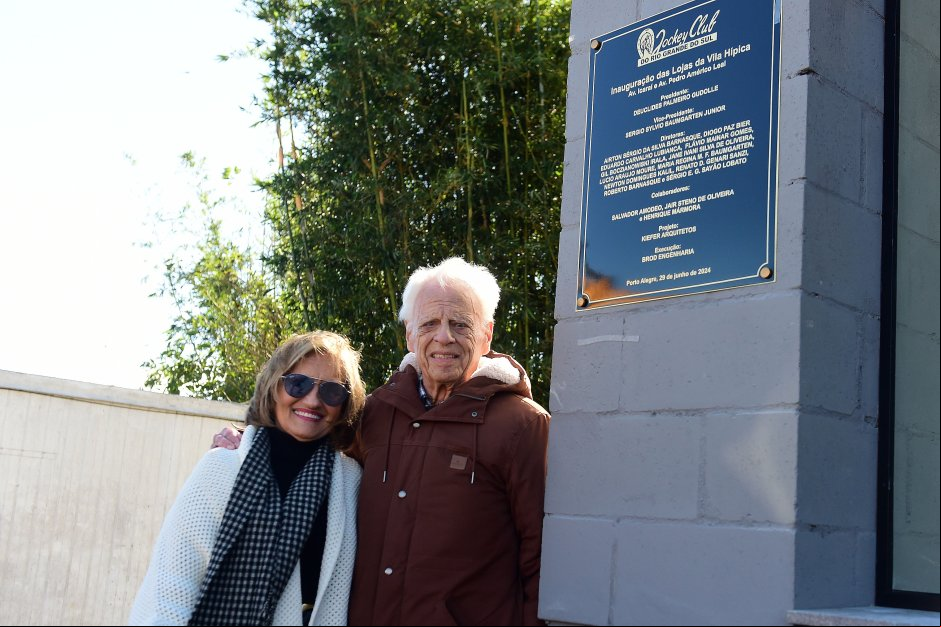 Jockey Club
DO RIO GRANDE DO SUL
Inauguração das Lojas da Vila Hípica
Av. Icaraí e Av. Pedro Américo Leal
Presidente:
DEUCLIDES PALMEIRO GUDOLLE
Vice-Presidente:
SERGIO SYLVIO BAUMGARTEN JUNIOR
Diretores:
AIRTON SÉRGIO DA SILVA BARNASQUE, DIOGO PAZ BIER
EDUARDO CARVALHO LUBIANCA, FLÁVIO MAINAR GOMES,
GIL BOCZIANOWSKI IRALA, JANE IVANI SILVA DE OLIVEIRA,
LUCIO ARAUJO MOURE, MARIA REGINA M. F. BAUMGARTEN,
NEWTON DOMINGUES KALIL, RENATO D. GENARI SANZI,
ROBERTO BARNASQUE e SÉRGIO E. G. SAYÃO LOBATO
Colaboradores:
SALVADOR AMODEO, JAIR STENO DE OLIVEIRA
e HENRIQUE MÁRMORA
Projeto:
KIEFER ARQUITETOS
Execução:
BROD ENGENHARIA
Porto Alegre, 29 de junho de 2024